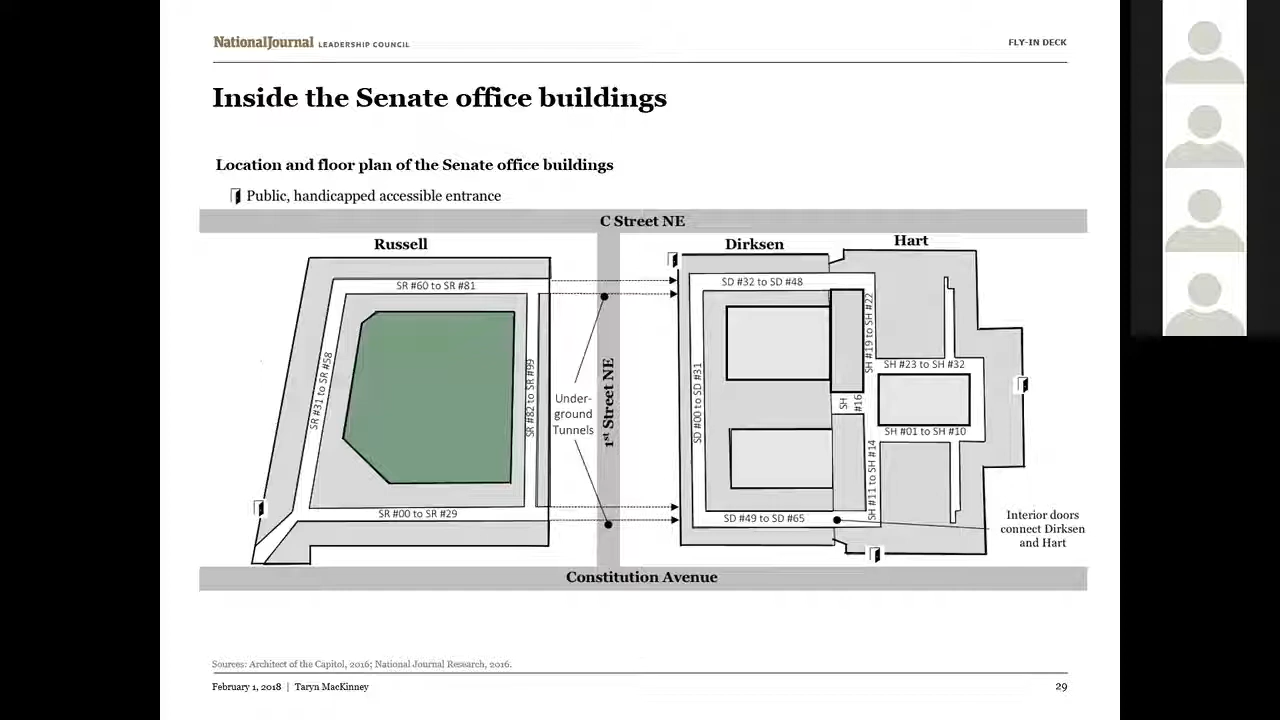 NationalJournal LEADERSHIP COUNCIL
FLY-IN DECK
Inside the Senate office buildings
Location and floor plan of the Senate office buildings
Public, handicapped accessible entrance
C Street NE
Russell
Dirksen
Hart
SR #60 to SR #81
SR #31 to SR #58
SR #82 to SR #99
SR #00 to SR #29
Under-
ground
Tunnels
1st Street NE
SD #32 to SD #48
SD #00 to SD #31
SD #49 to SD #65
SH #19 to SH #22
SH #23 to SH #32
SH
#16
SH #01 to SH #10
SH #11 to SH #14
Interior doors
connect Dirksen
and Hart
Constitution Avenue
Sources: Architect of the Capitol, 2016; National Journal Research, 2016.
February 1, 2018 | Taryn MacKinney
29